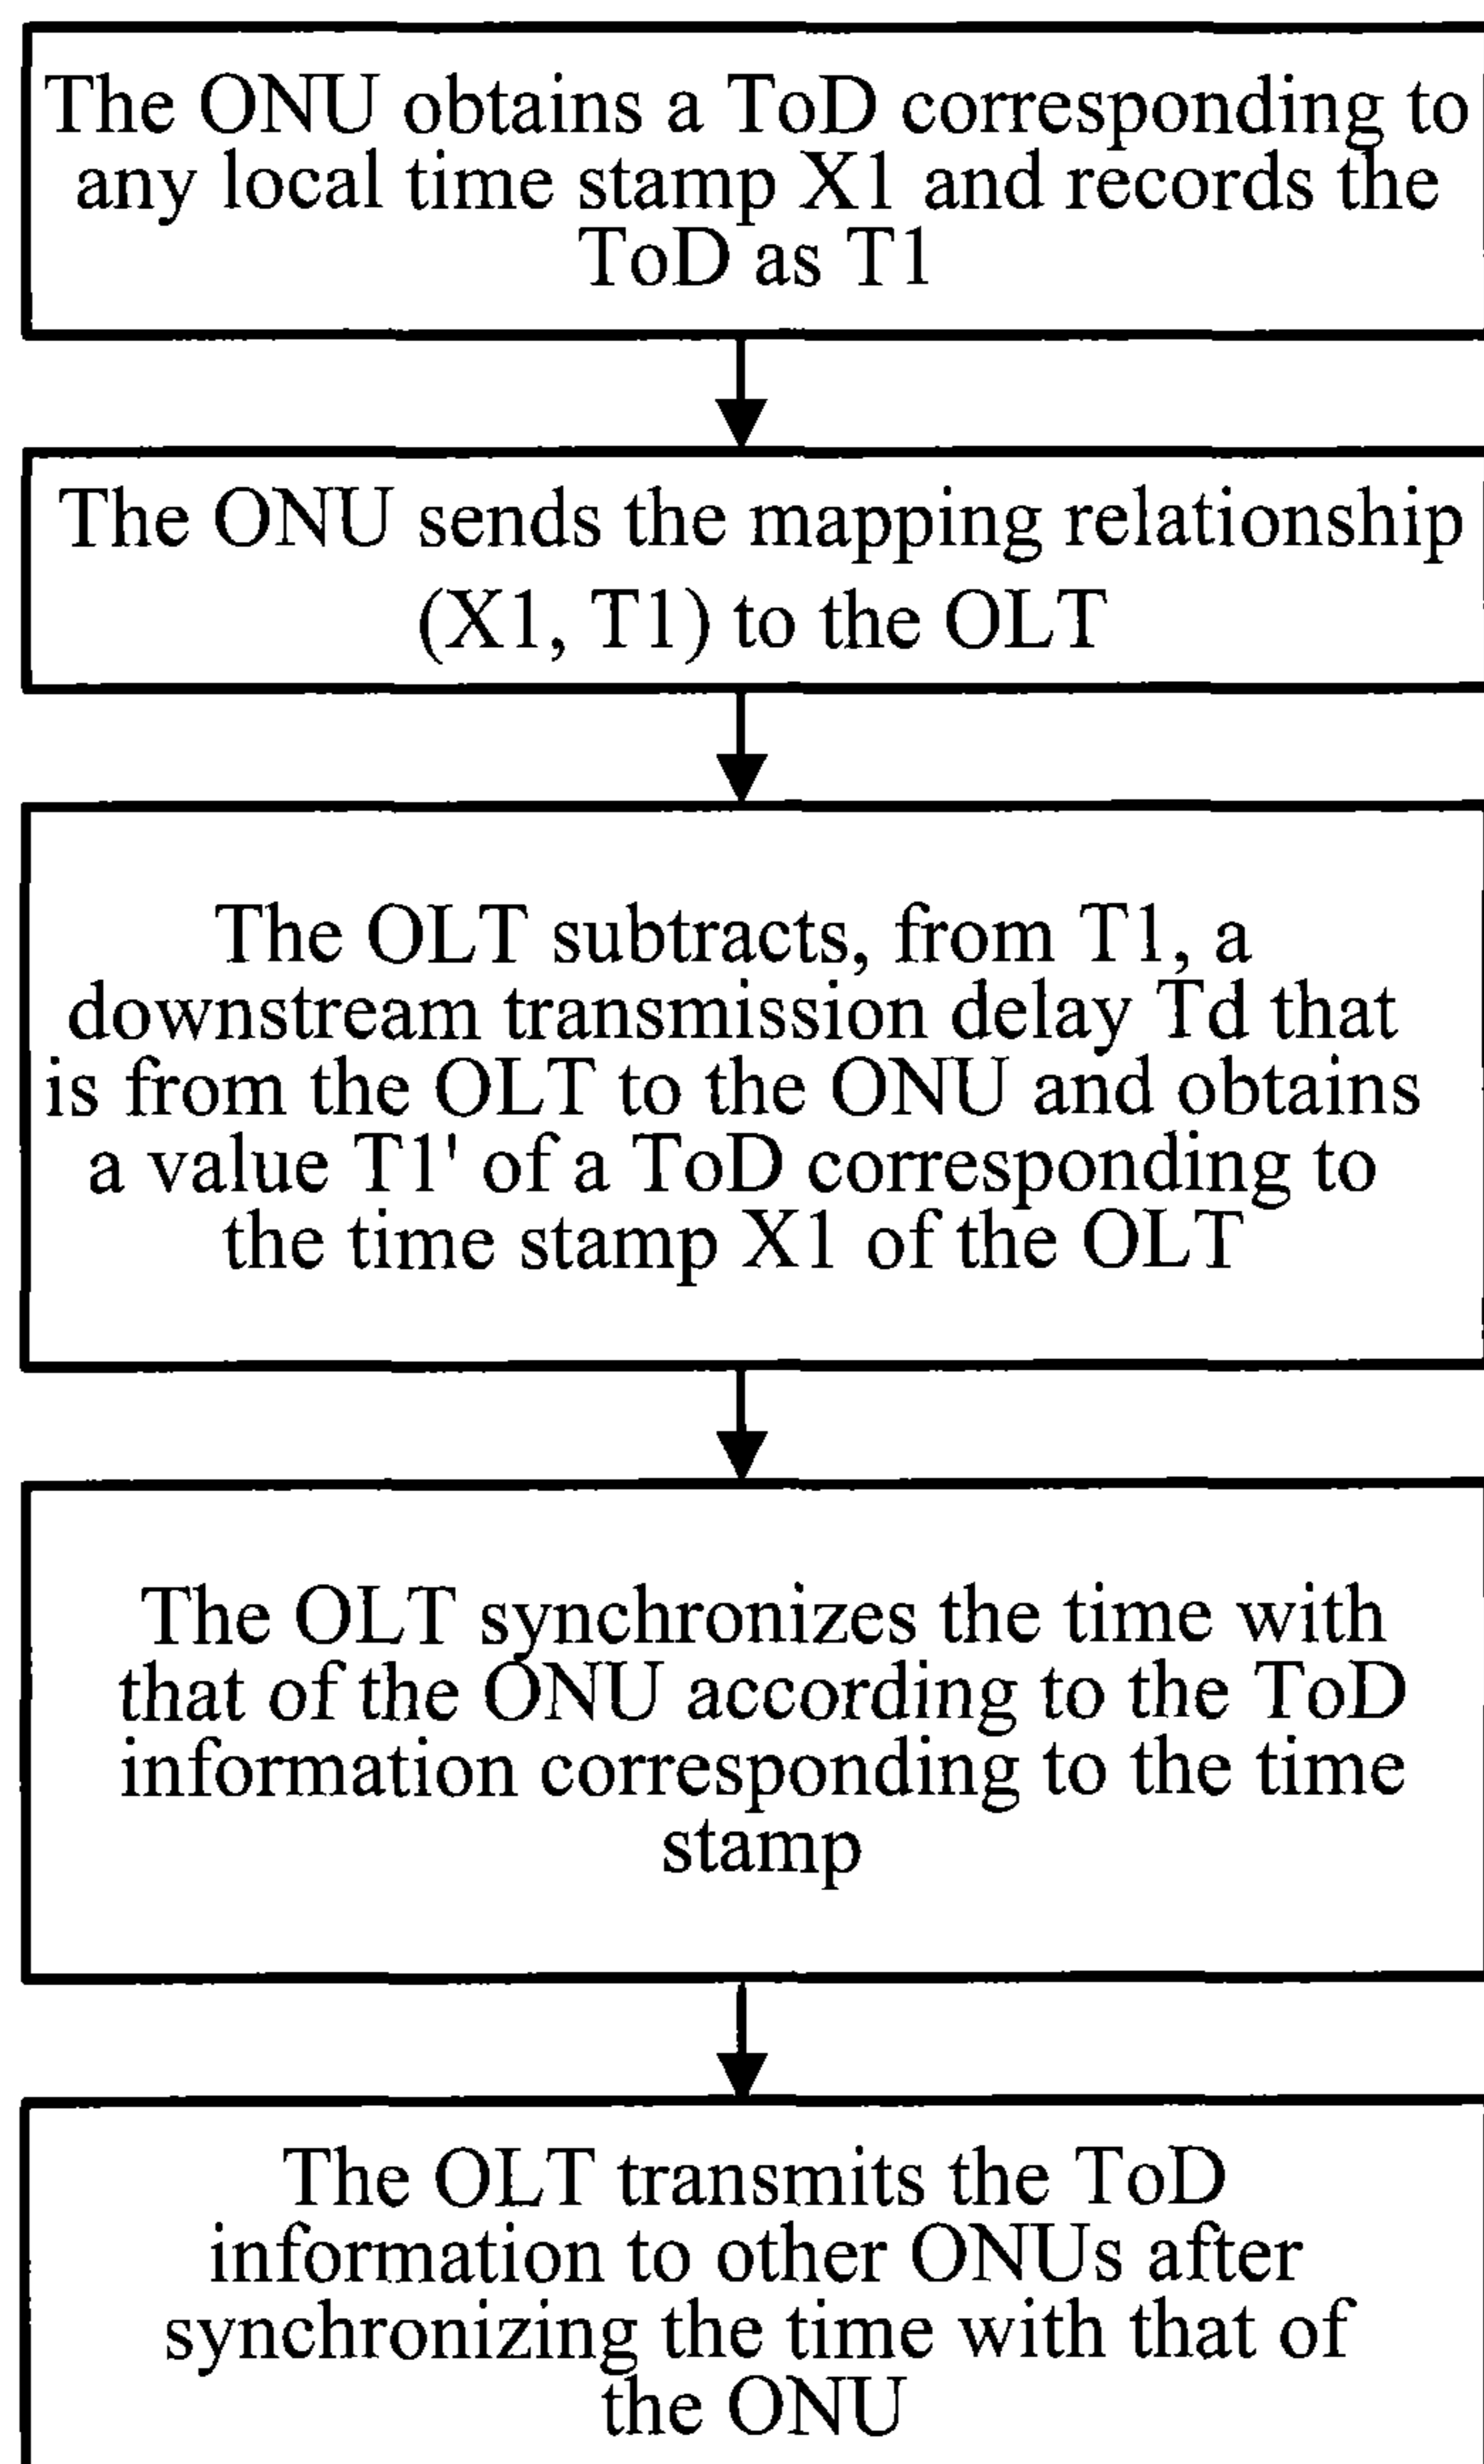 The ONU obtains a ToD corresponding to
any local time stamp X1 and records the
ToD as T1
The ONU sends the mapping relationship
(X1, T1) to the OLT
The OLT subtracts, from T1, a
downstream transmission delay Td that
is from the OLT to the ONU and obtains
a value T1' of a ToD corresponding to
the time stamp X1 of the OLT
The OLT synchronizes the time with
that of the ONU according to the ToD
information corresponding to the time
stamp
The OLT transmits the ToD
information to other ONUs after
synchronizing the time with that of
the ONU